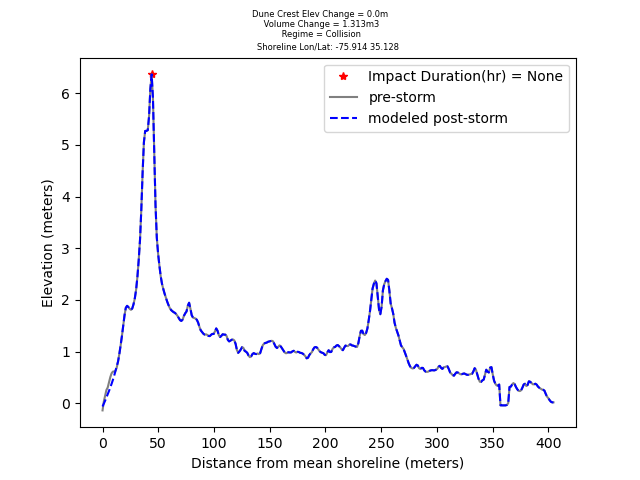 Dune Crest Elev Change = 0.0m
Volume Change = 1.313m3
Regime = Collision
Shoreline Lon/Lat: -75.914 35.128
Impact Duration(hr) = None
pre-storm
modeled post-storm
Elevation (meters)
6
5
4
3
2
1
0
0 50 100 150 200 250 300 350 400
Distance from mean shoreline (meters)